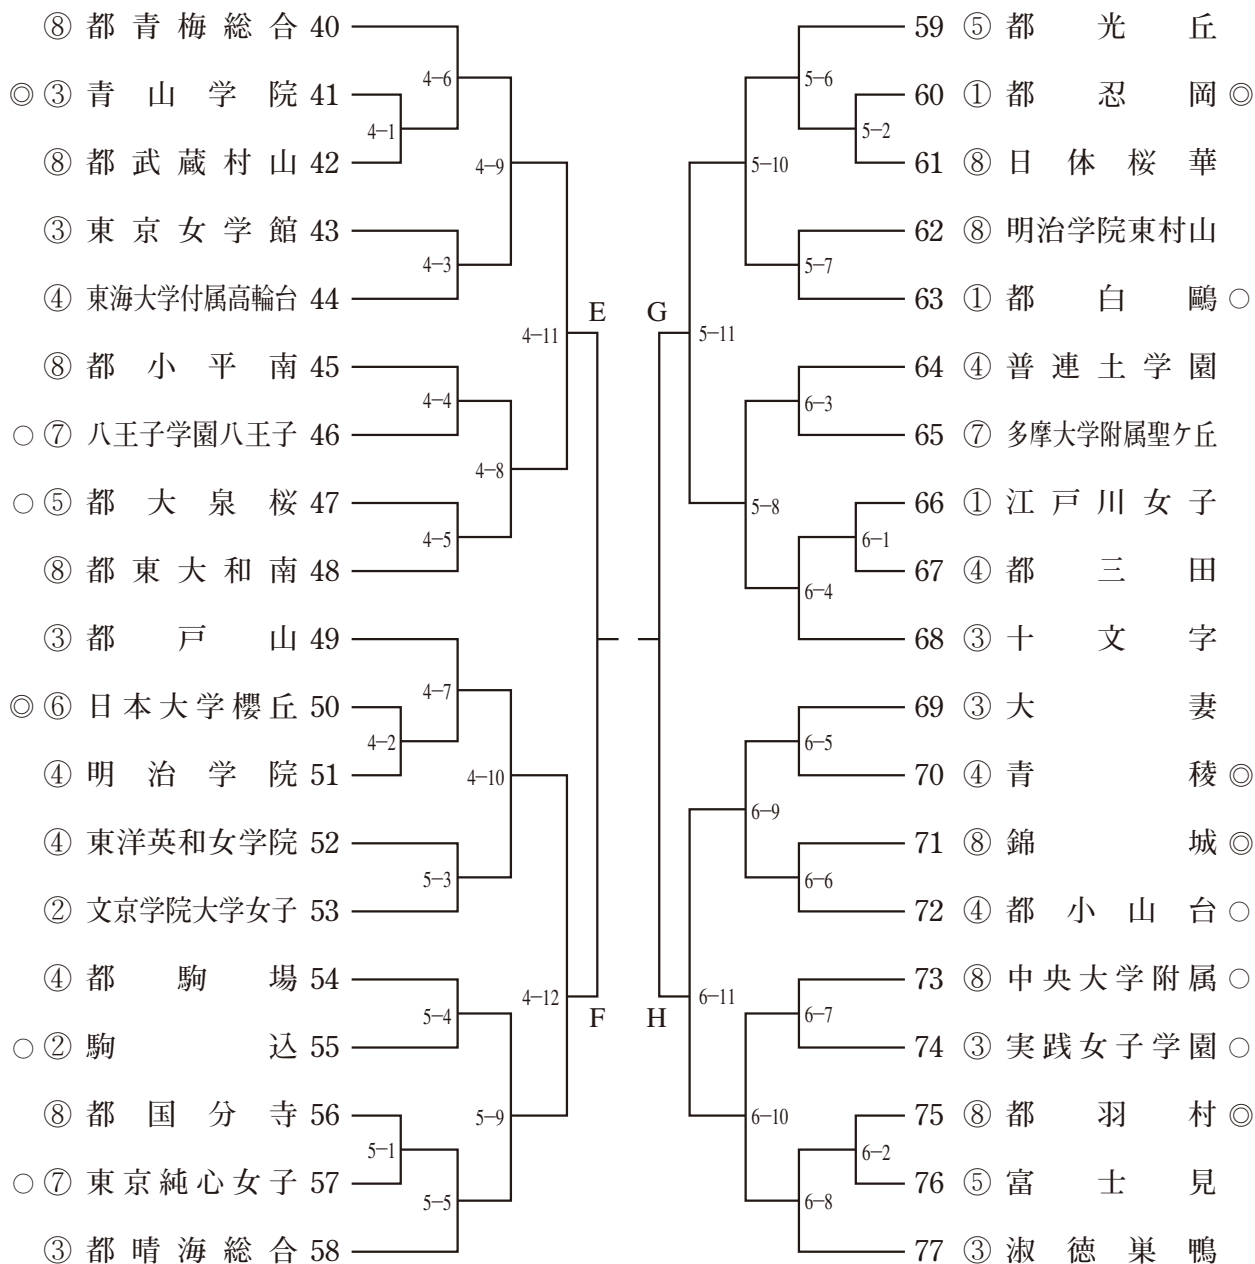 ⑧ 都青梅総合 40
4-6
◎ ③ 青山学院 41
4-1
⑧ 都武蔵村山 42
4-9
③ 東京女学館 43
4-3
④ 東海大学付属高輪台 44
E
4-11
⑧ 都小平南 45
4-4
○ ⑦ 八王子学園八王子 46
4-8
○ ⑤ 都大泉桜 47
4-5
⑧ 都東大和南 48
③ 都戸山 49
4-7
◎ ⑥ 日本大学櫻丘 50
4-2
④ 明治学院 51
4-10
④ 東洋英和女学院 52
5-3
② 文京学院大学女子 53
④ 都駒場 54
4-12
5-4
F
○ ② 駒込 55
⑧ 都国分寺 56
5-9
5-1
○ ⑦ 東京純心女子 57
5-5
③ 都晴海総合 58
59 ⑤ 都光丘
5-6
60 ① 都忍岡 ◎
5-2
61 ⑧ 日体桜華
5-10
62 ⑧ 明治学院東村山
5-7
63 ① 都白鷗 ○
G
5-11
64 ④ 普連土学園
6-3
65 ⑦ 多摩大学附属聖ケ丘
66 ① 江戸川女子
5-8
6-1
67 ④ 都三田
6-4
68 ③ 十文字
69 ③ 大妻
6-5
70 ④ 青稜 ◎
6-9
71 ⑧ 錦城 ◎
6-6
72 ④ 都小山台 ○
73 ⑧ 中央大学附属 ○
6-11
6-7
H
74 ③ 実践女子学園 ○
75 ⑧ 都羽村 ◎
6-10
6-2
76 ⑤ 富士見
6-8
77 ③ 淑徳巣鴨